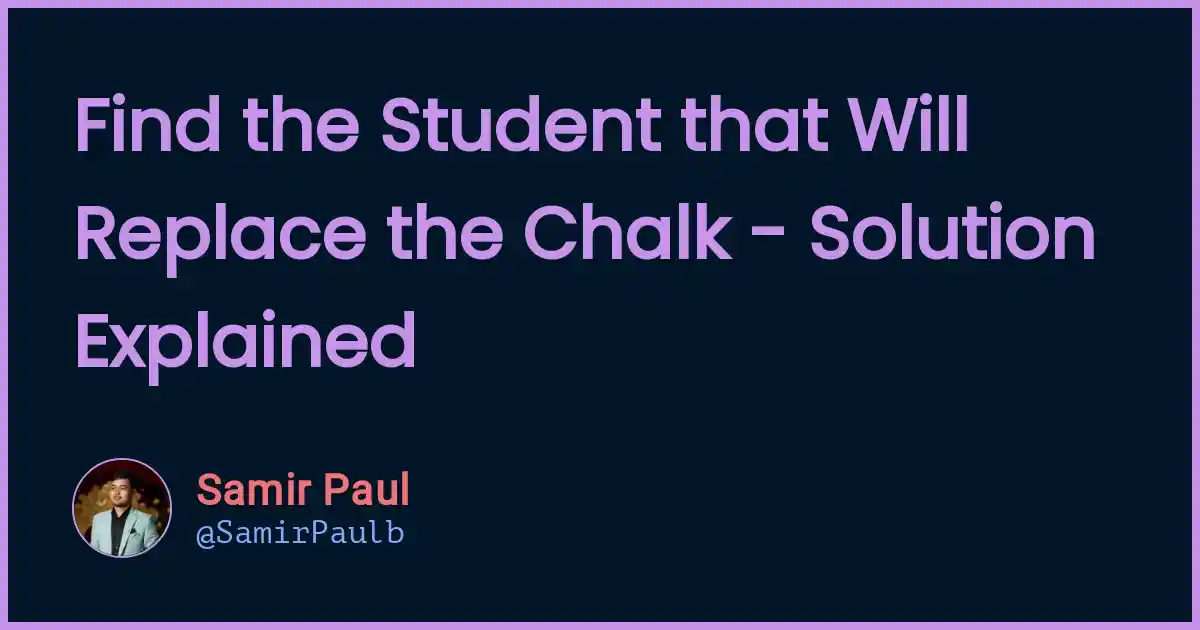 Find the Student that Will
Replace the Chalk - Solution
Explained
Samir Paul
@SamirPaulb